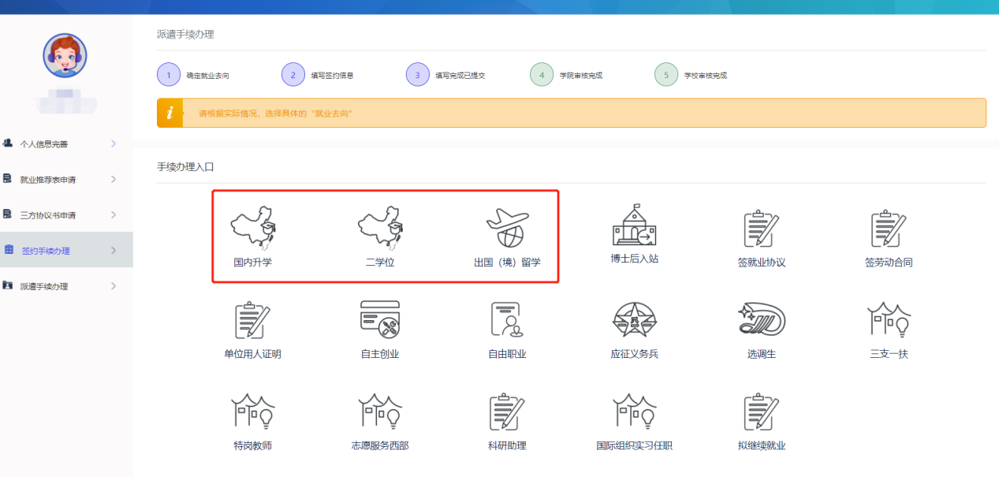 派遣手续办理
1 确定就业去向 2 填写签约信息 3 填写完成已提交 4 学院审核完成 5 学校审核完成
i 请根据实际情况，选择具体的“就业去向”
个人信息完善
就业推荐表申请
三方协议书申请
签约手续办理
派遣手续办理
手续办理入口
国内升学 二学位 出国（境）留学 博士后入站 签就业协议 签劳动合同
单位用人证明 自主创业 自由职业 应征义务兵 选调生 三支一扶
特岗教师 志愿服务西部 科研助理 国际组织实习任职 拟继续就业